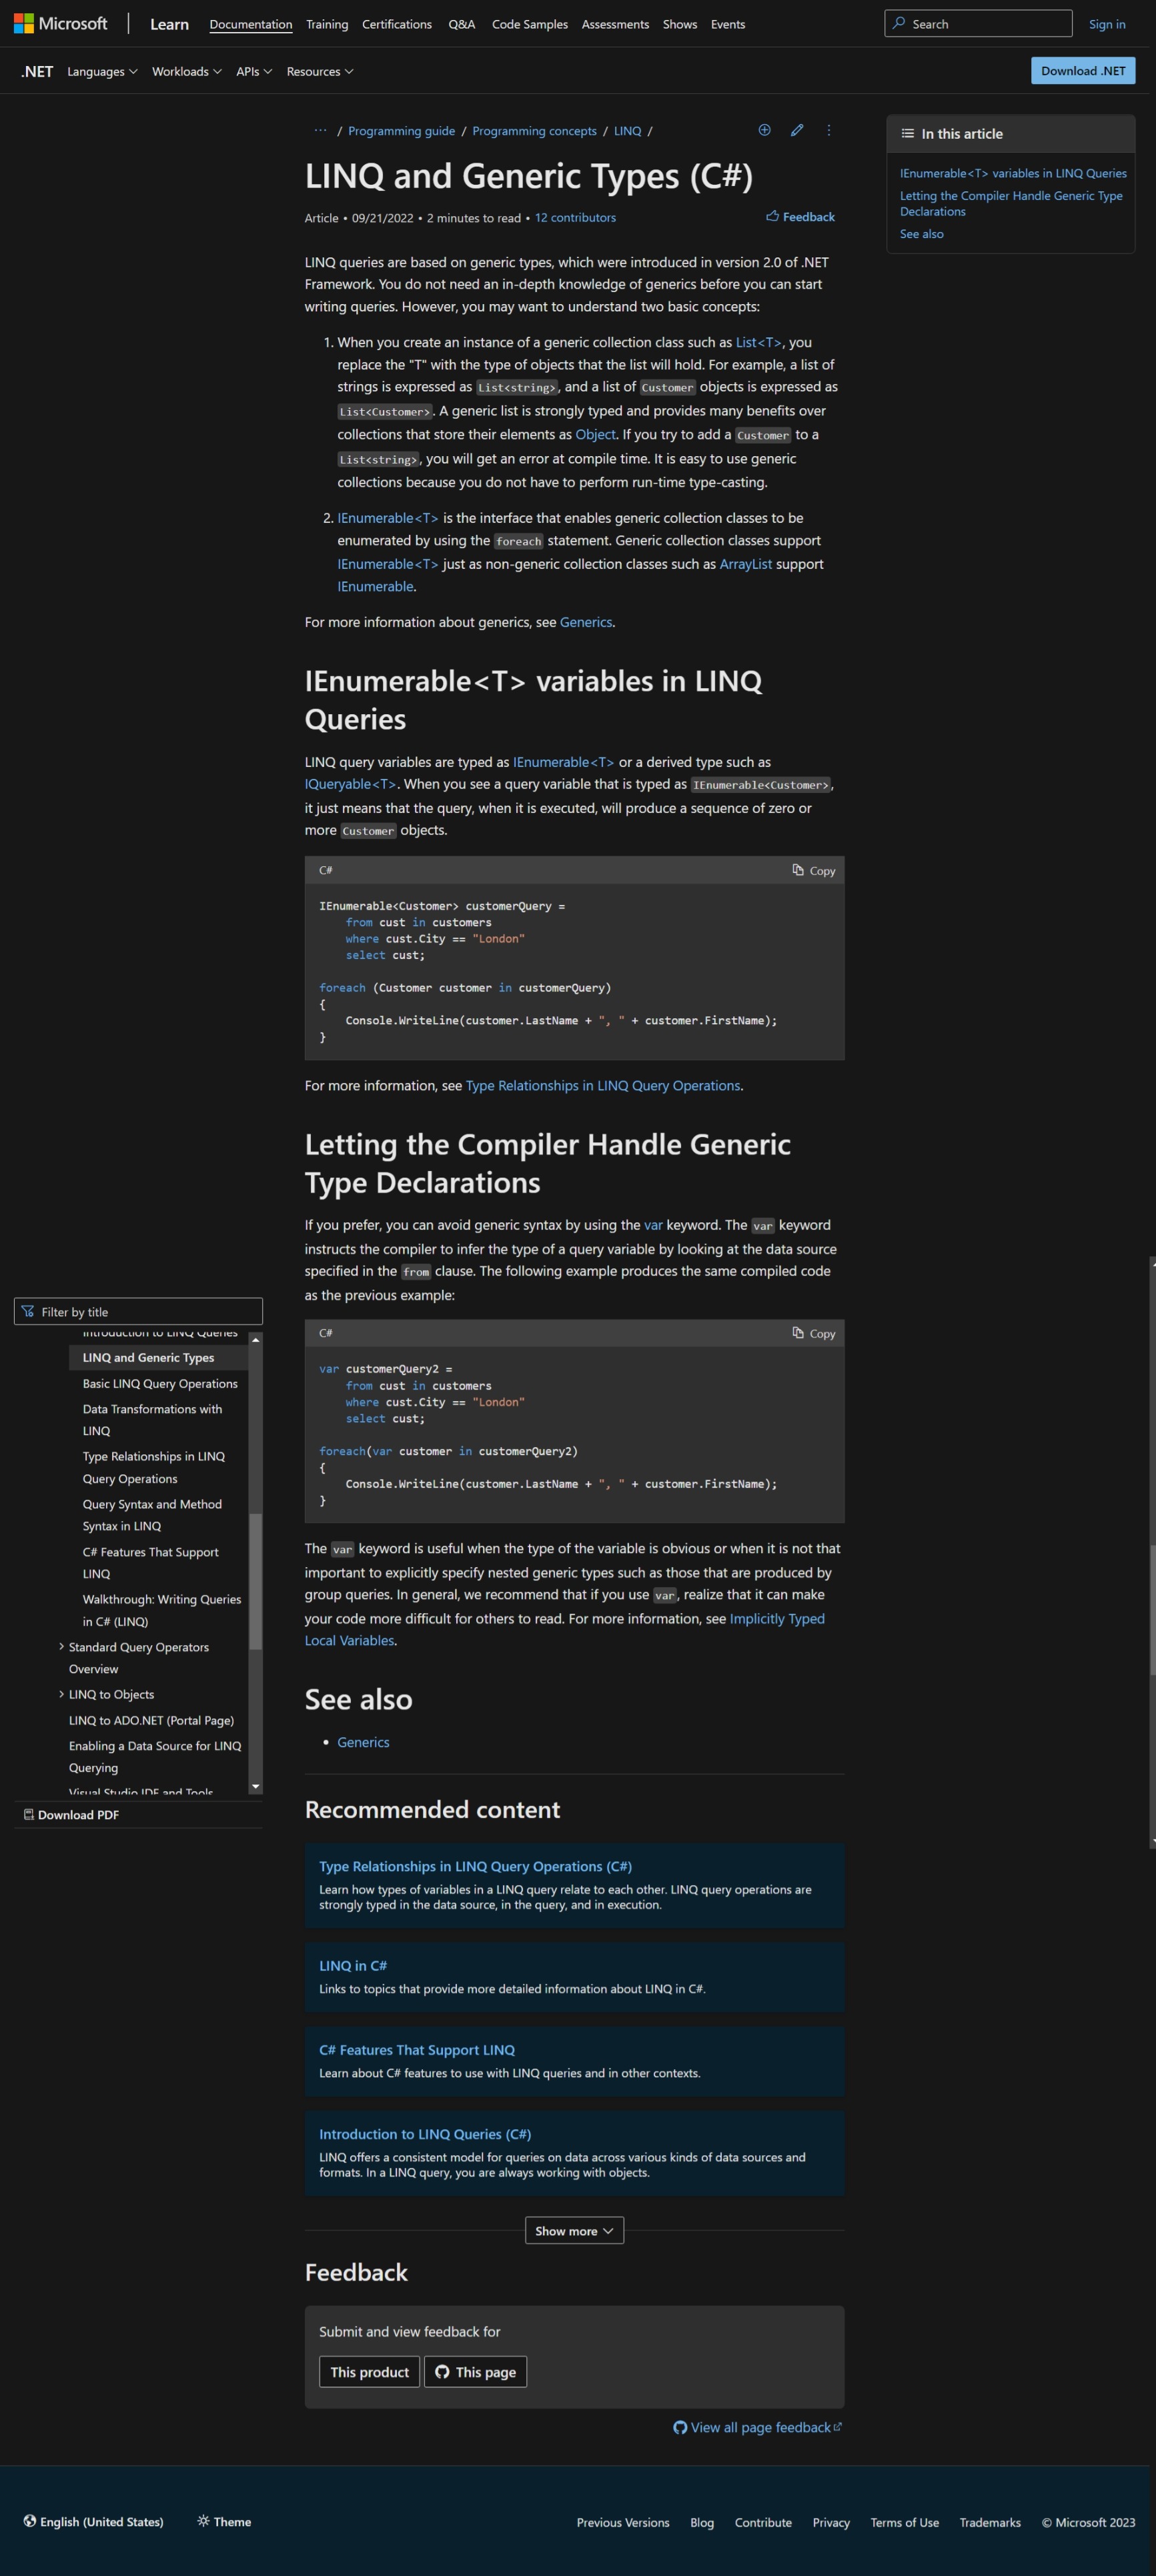 Microsoft Learn Documentation Training Certifications Q&A Code Samples Assessments Shows Events Search Sign in
.NET Languages Workloads APIs Resources Download .NET
··· / Programming guide / Programming concepts / LINQ /
LINQ and Generic Types (C#)
Article • 09/21/2022 • 2 minutes to read • 12 contributors
Feedback
In this article
IEnumerable<T> variables in LINQ Queries
Letting the Compiler Handle Generic Type
Declarations
See also
LINQ queries are based on generic types, which were introduced in version 2.0 of .NET
Framework. You do not need an in-depth knowledge of generics before you can start
writing queries. However, you may want to understand two basic concepts:
1. When you create an instance of a generic collection class such as List<T>, you
replace the "T" with the type of objects that the list will hold. For example, a list of
strings is expressed as List<string>, and a list of Customer objects is expressed as
List<Customer>. A generic list is strongly typed and provides many benefits over
collections that store their elements as Object. If you try to add a Customer to a
List<string>, you will get an error at compile time. It is easy to use generic
collections because you do not have to perform run-time type-casting.
2. IEnumerable<T> is the interface that enables generic collection classes to be
enumerated by using the foreach statement. Generic collection classes support
IEnumerable<T> just as non-generic collection classes such as ArrayList support
IEnumerable.
For more information about generics, see Generics.
IEnumerable<T> variables in LINQ
Queries
LINQ query variables are typed as IEnumerable<T> or a derived type such as
IQueryable<T>. When you see a query variable that is typed as IEnumerable<Customer>,
it just means that the query, when it is executed, will produce a sequence of zero or
more Customer objects.
C# Copy
IEnumerable<Customer> customerQuery =
    from cust in customers
    where cust.City == "London"
    select cust;
foreach (Customer customer in customerQuery)
{
    Console.WriteLine(customer.LastName + ", " + customer.FirstName);
}
For more information, see Type Relationships in LINQ Query Operations.
Letting the Compiler Handle Generic
Type Declarations
If you prefer, you can avoid generic syntax by using the var keyword. The var keyword
instructs the compiler to infer the type of a query variable by looking at the data source
specified in the from clause. The following example produces the same compiled code
as the previous example:
C# Copy
var customerQuery2 =
    from cust in customers
    where cust.City == "London"
    select cust;
foreach(var customer in customerQuery2)
{
    Console.WriteLine(customer.LastName + ", " + customer.FirstName);
}
The var keyword is useful when the type of the variable is obvious or when it is not that
important to explicitly specify nested generic types such as those that are produced by
group queries. In general, we recommend that if you use var, realize that it can make
your code more difficult for others to read. For more information, see Implicitly Typed
Local Variables.
See also
• Generics
Filter by title
Introduction to LINQ Queries
LINQ and Generic Types
Basic LINQ Query Operations
Data Transformations with
LINQ
Type Relationships in LINQ
Query Operations
Query Syntax and Method
Syntax in LINQ
C# Features That Support
LINQ
Walkthrough: Writing Queries
in C# (LINQ)
Standard Query Operators
Overview
LINQ to Objects
LINQ to ADO.NET (Portal Page)
Enabling a Data Source for LINQ
Querying
Visual Studio IDE and Tools
Download PDF
Recommended content
Type Relationships in LINQ Query Operations (C#)
Learn how types of variables in a LINQ query relate to each other. LINQ query operations are
strongly typed in the data source, in the query, and in execution.
LINQ in C#
Links to topics that provide more detailed information about LINQ in C#.
C# Features That Support LINQ
Learn about C# features to use with LINQ queries and in other contexts.
Introduction to LINQ Queries (C#)
LINQ offers a consistent model for queries on data across various kinds of data sources and
formats. In a LINQ query, you are always working with objects.
Show more
Feedback
Submit and view feedback for
This product This page
View all page feedback
English (United States) Theme Previous Versions Blog Contribute Privacy Terms of Use Trademarks © Microsoft 2023